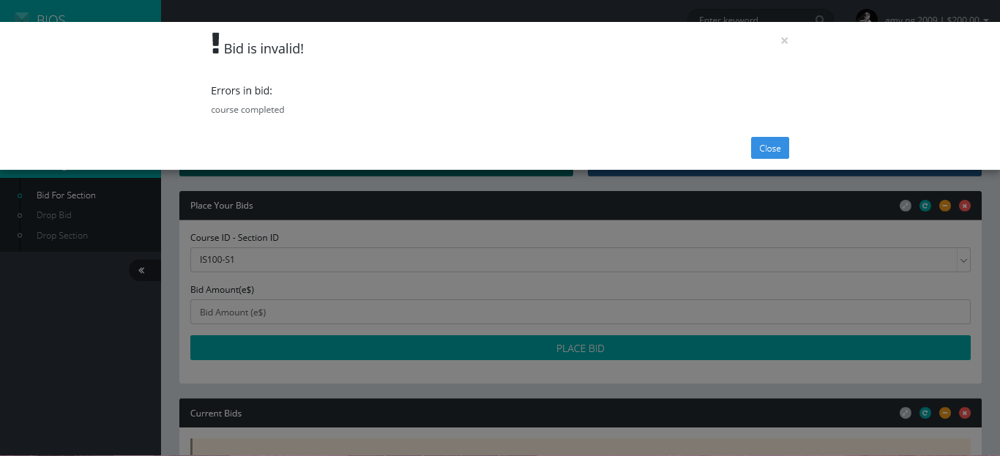 BIOS
Enter keyword
amy.ng.2009 | $200.00
Bid is invalid!
×
Errors in bid:
course completed
Close
Bid For Section
Drop Bid
Drop Section
Place Your Bids
Course ID - Section ID
IS100-S1
Bid Amount(e$)
Bid Amount (e$)
PLACE BID
Current Bids